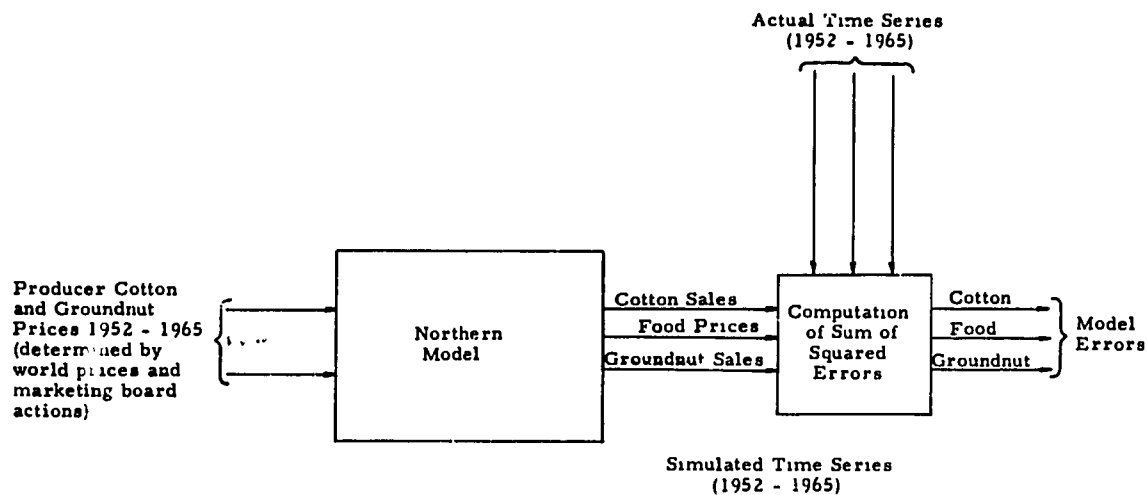 Actual Time Series
(1952 - 1965)
Producer Cotton
and Groundnut
Prices 1952 - 1965
(determined by
world prices and
marketing board
actions)
Northern
Model
Cotton Sales
Food Prices
Groundnut Sales
Computation
of Sum of
Squared
Errors
Cotton
Food
Groundnut
Model
Errors
Simulated Time Series
(1952 - 1965)